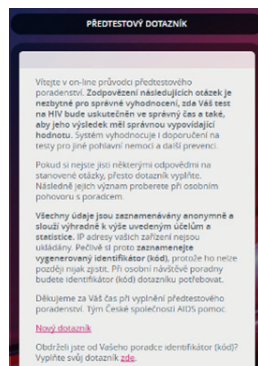 PŘEDTESTOVÝ DOTAZNÍK
Vítejte v on-line průvodci předtestového
poradenství. Zodpovězení následujících otázek je
nezbytné pro správné vyhodnocení, zda Váš test
na HIV bude uskutečněn ve správný čas a také,
aby jeho výsledek měl správnou vypovídající
hodnotu. Systém vyhodnocuje i doporučení na
testy pro jiné pohlavní nemoci a další prevenci.
Pokud si nejste jisti některými odpověďmi na
stanovené otázky, přesto dotazník vyplňte.
Následně jejich význam proberete při osobním
pohovoru s poradcem.
Všechny údaje jsou zaznamenávány anonymně a
slouží výhradně k výše uvedeným účelům a
statistice. IP adresy vašich zařízení nejsou
ukládány. Pečlivě si proto zaznamenejte
vygenerovaný identifikátor (kód), protože ho nelze
později nijak zjistit. Při osobní návštěvě poradny
budete identifikátor (kód) dotazníku potřebovat.
Děkujeme za Váš čas při vyplnění předtestového
poradenství. Tým České společnosti AIDS pomoc
Nový dotazník
Obdrželi jste od Vašeho poradce identifikátor (kód)?
Vyplňte svůj dotazník zde.